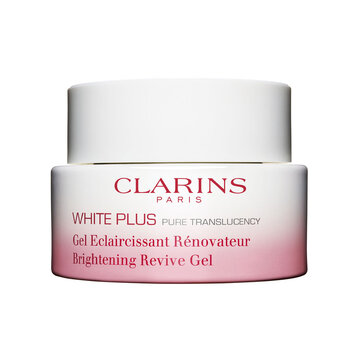 CLARINS
PARIS
WHITE PLUS PURE TRANSLUCENCY
Gel Eclaircissant Rénovateur
Brightening Revive Gel